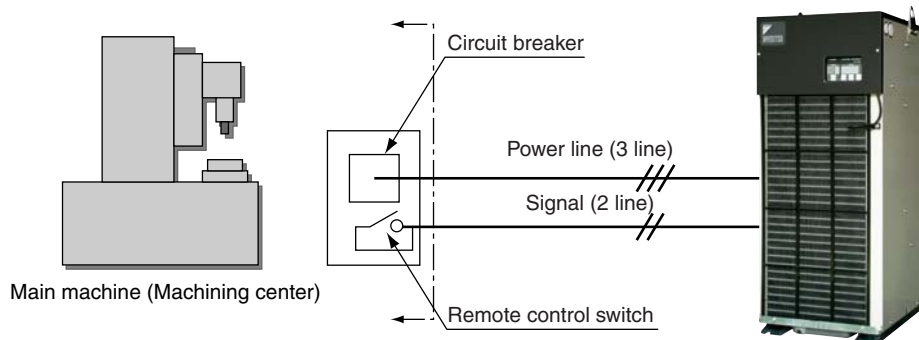 Circuit breaker
Power line (3 line)
Signal (2 line)
Main machine (Machining center)
Remote control switch